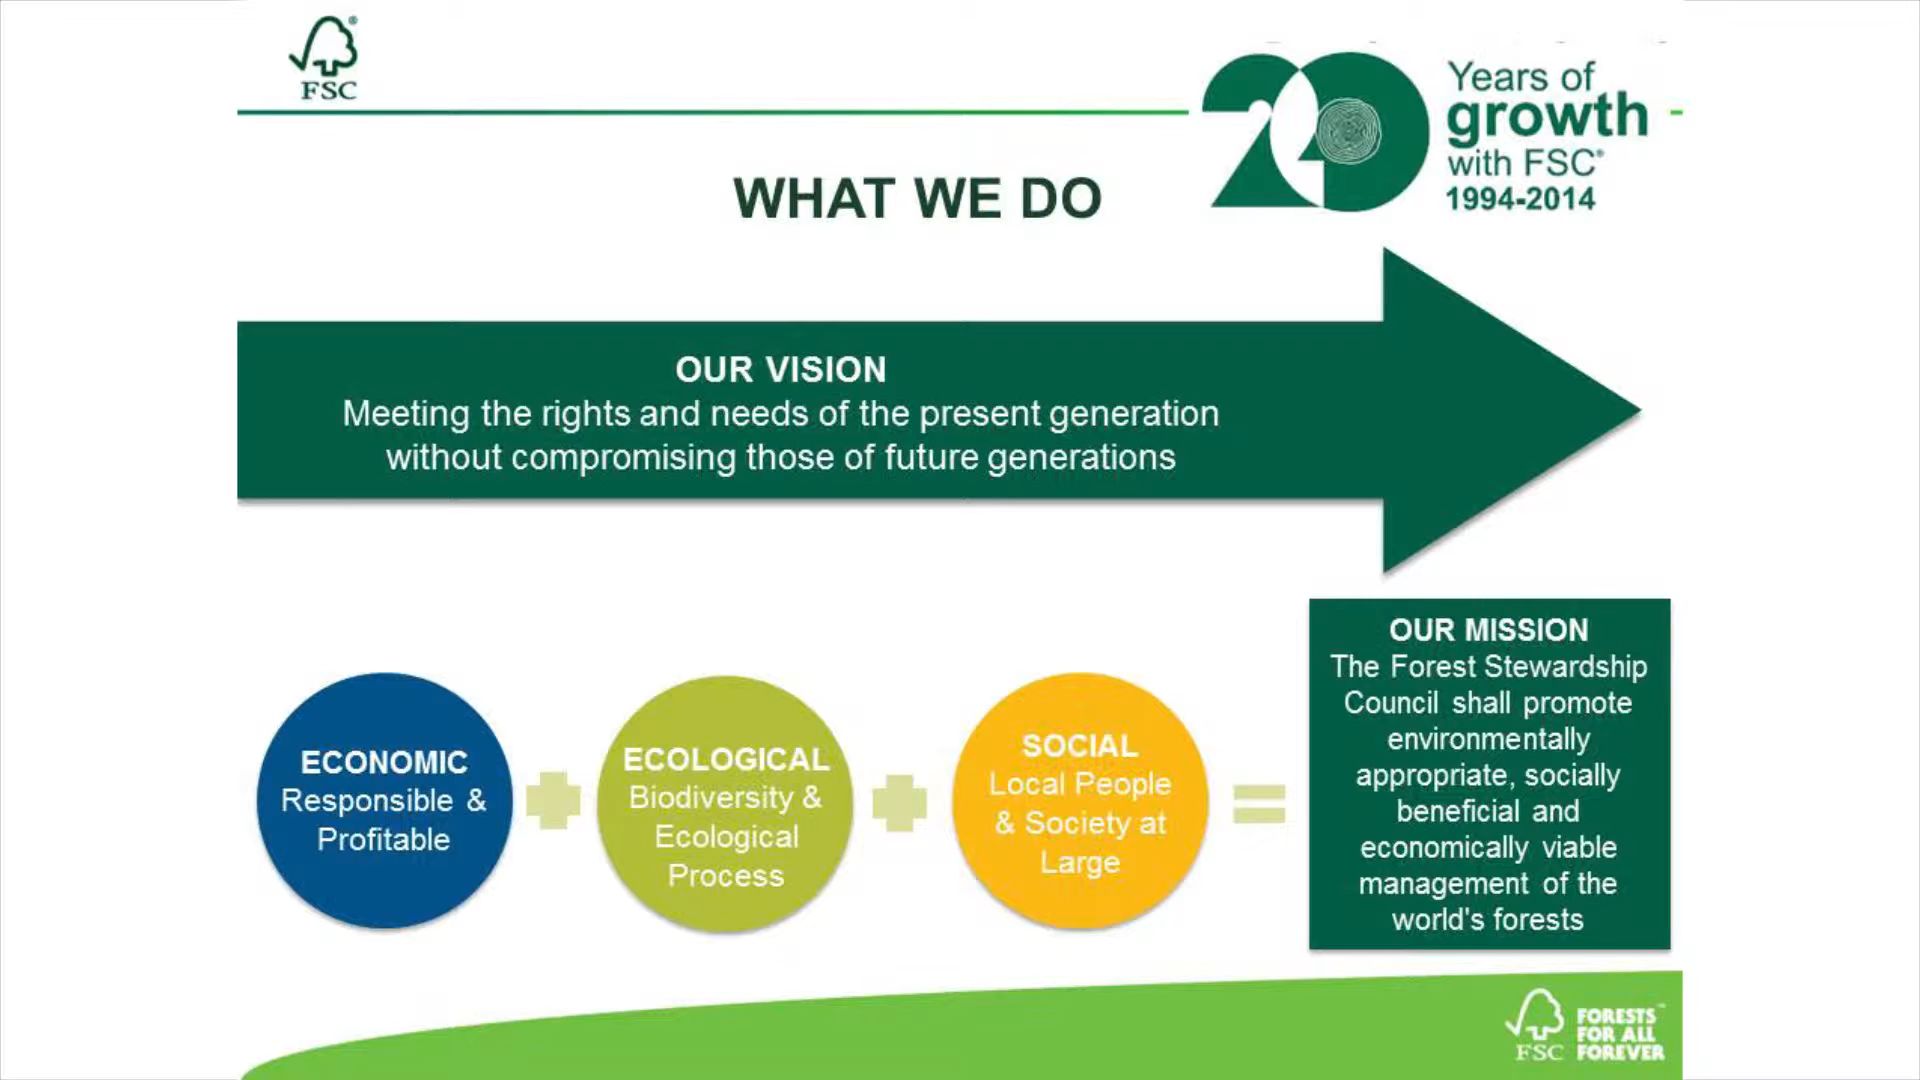 FSC
20 Years of
growth
with FSC®
1994-2014
WHAT WE DO
OUR VISION
Meeting the rights and needs of the present generation
without compromising those of future generations
ECONOMIC
Responsible &
Profitable
ECOLOGICAL
Biodiversity &
Ecological
Process
SOCIAL
Local People
& Society at
Large
OUR MISSION
The Forest Stewardship
Council shall promote
environmentally
appropriate, socially
beneficial and
economically viable
management of the
world's forests
FSC
FORESTS™
FOR ALL
FOREVER